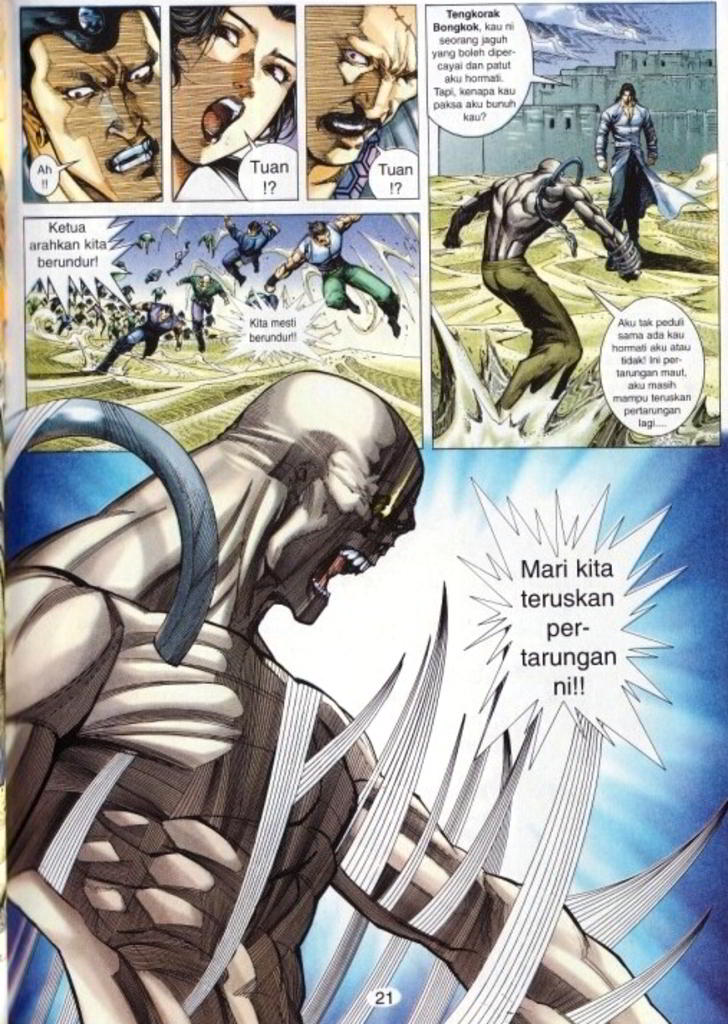 Ah
!!
Tuan
!?
Tuan
!?
Tengkorak
Bongkok, kau ni
seorang jaguh
yang boleh diper-
cayai dan patut
aku hormati.
Tapi, kenapa kau
paksa aku bunuh
kau?
Ketua
arahkan kita
berundur!
Kita mesti
berundur!!
Aku tak peduli
sama ada kau
hormati aku atau
tidak! Ini per-
tarungan maut,
aku masih
mampu teruskan
pertarungan
lagi....
Mari kita
teruskan
per-
tarungan
ni!!
21